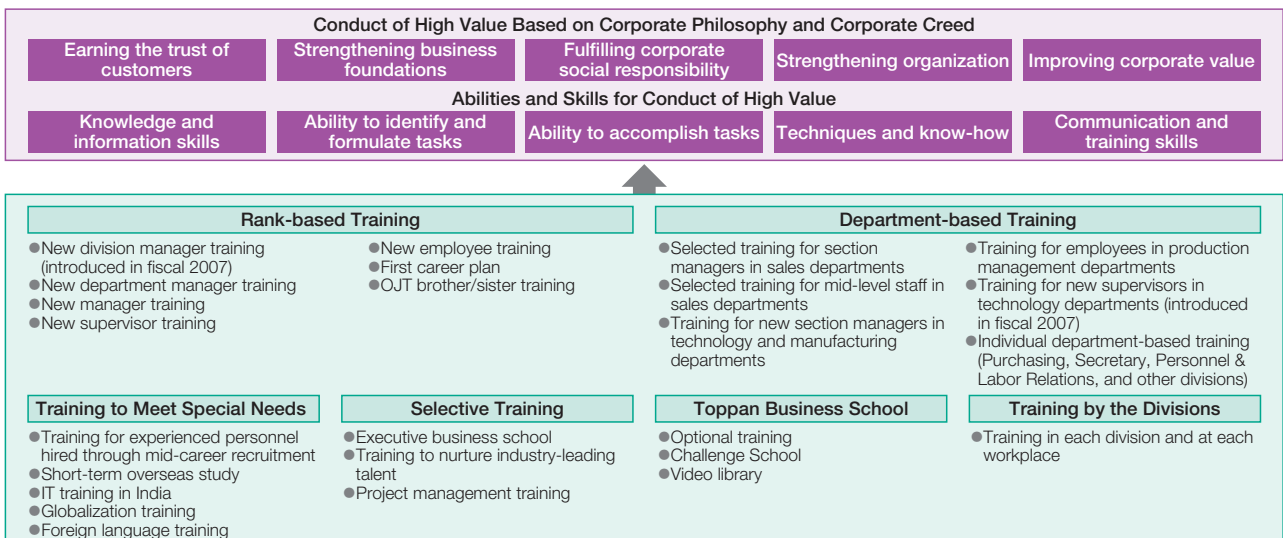 Conduct of High Value Based on Corporate Philosophy and Corporate Creed
Earning the trust of
customers
Strengthening business
foundations
Fulfilling corporate
social responsibility
Strengthening organization
Improving corporate value
Abilities and Skills for Conduct of High Value
Knowledge and
information skills
Ability to identify and
formulate tasks
Ability to accomplish tasks
Techniques and know-how
Communication and
training skills
Rank-based Training
●New division manager training
(introduced in fiscal 2007)
●New department manager training
●New manager training
●New supervisor training
●New employee training
●First career plan
●OJT brother/sister training
Department-based Training
●Selected training for section
managers in sales departments
●Selected training for mid-level staff in
sales departments
●Training for new section managers in
technology and manufacturing
departments
●Training for employees in production
management departments
●Training for new supervisors in
technology departments (introduced
in fiscal 2007)
●Individual department-based training
(Purchasing, Secretary, Personnel &
Labor Relations, and other divisions)
Training to Meet Special Needs
●Training for experienced personnel
hired through mid-career recruitment
●Short-term overseas study
●IT training in India
●Globalization training
●Foreign language training
Selective Training
●Executive business school
●Training to nurture industry-leading
talent
●Project management training
Toppan Business School
●Optional training
●Challenge School
●Video library
Training by the Divisions
●Training in each division and at each
workplace